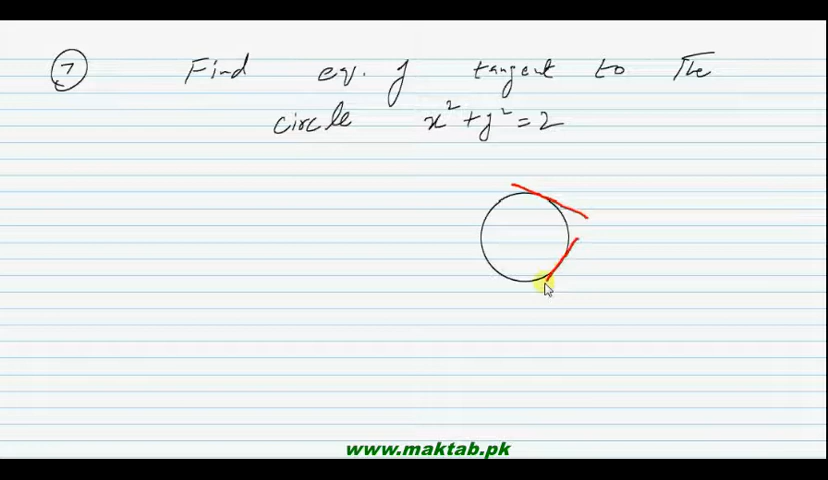 7 Find eq. of tangent to The
circle x²+y²=2
www.maktab.pk